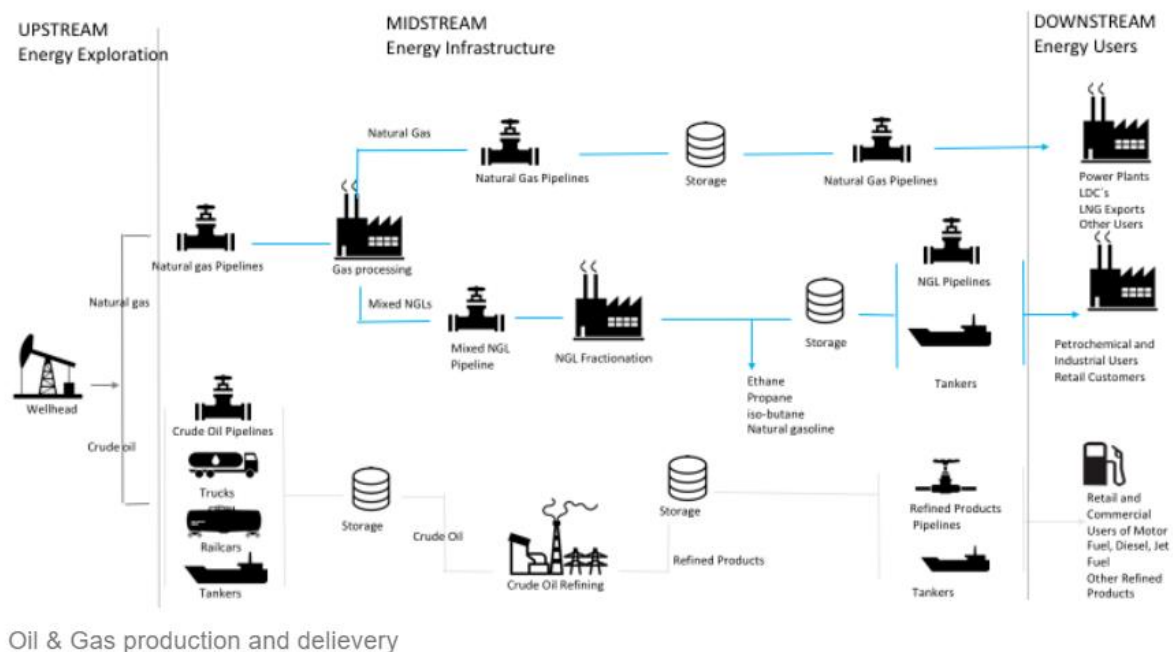 UPSTREAM
Energy Exploration
MIDSTREAM
Energy Infrastructure
DOWNSTREAM
Energy Users
Natural Gas
Natural Gas Pipelines
Storage
Natural Gas Pipelines
Power Plants
LDC´s
LNG Exports
Other Users
Natural gas Pipelines
Gas processing
Natural gas
Mixed NGLs
Mixed NGL
Pipeline
NGL Fractionation
Storage
NGL Pipelines
Tankers
Petrochemical and
Industrial Users
Retail Customers
Ethane
Propane
iso-butane
Natural gasoline
Wellhead
Crude oil
Crude Oil Pipelines
Trucks
Railcars
Tankers
Storage
Crude Oil
Crude Oil Refining
Storage
Refined Products
Refined Products
Pipelines
Tankers
Retail and
Commercial
Users of Motor
Fuel, Diesel, Jet
Fuel
Other Refined
Products
Oil & Gas production and delievery